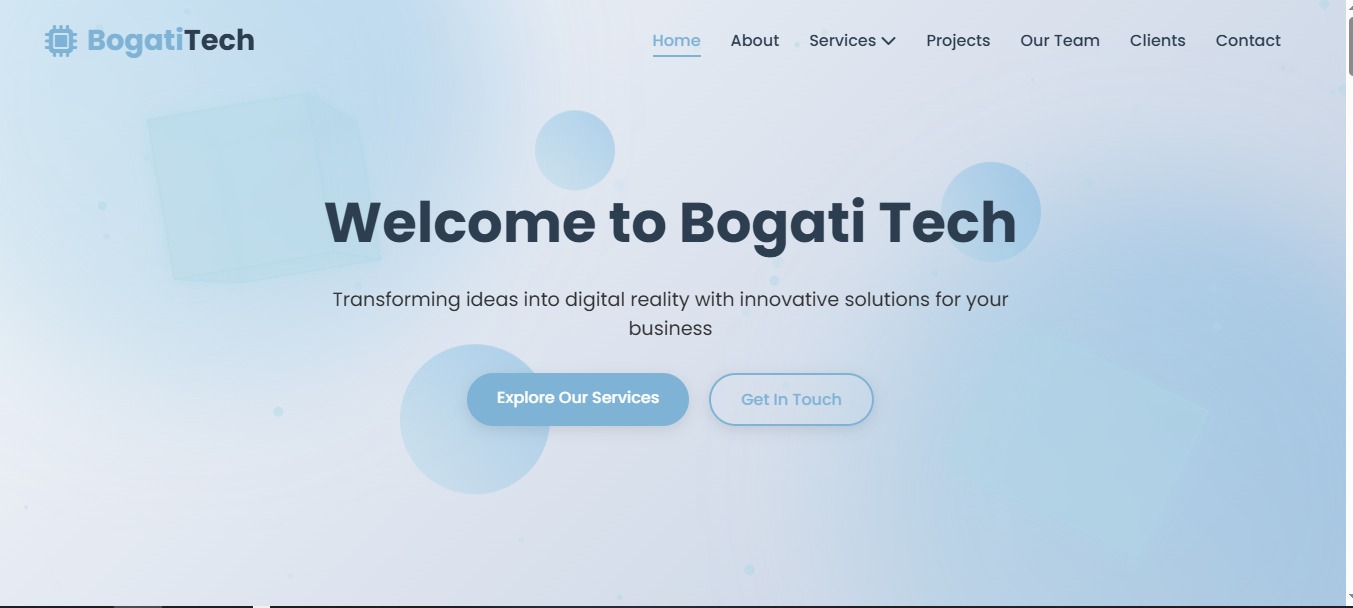 BogatiTech
Home About Services Projects Our Team Clients Contact
Welcome to Bogati Tech
Transforming ideas into digital reality with innovative solutions for your
business
Explore Our Services Get In Touch